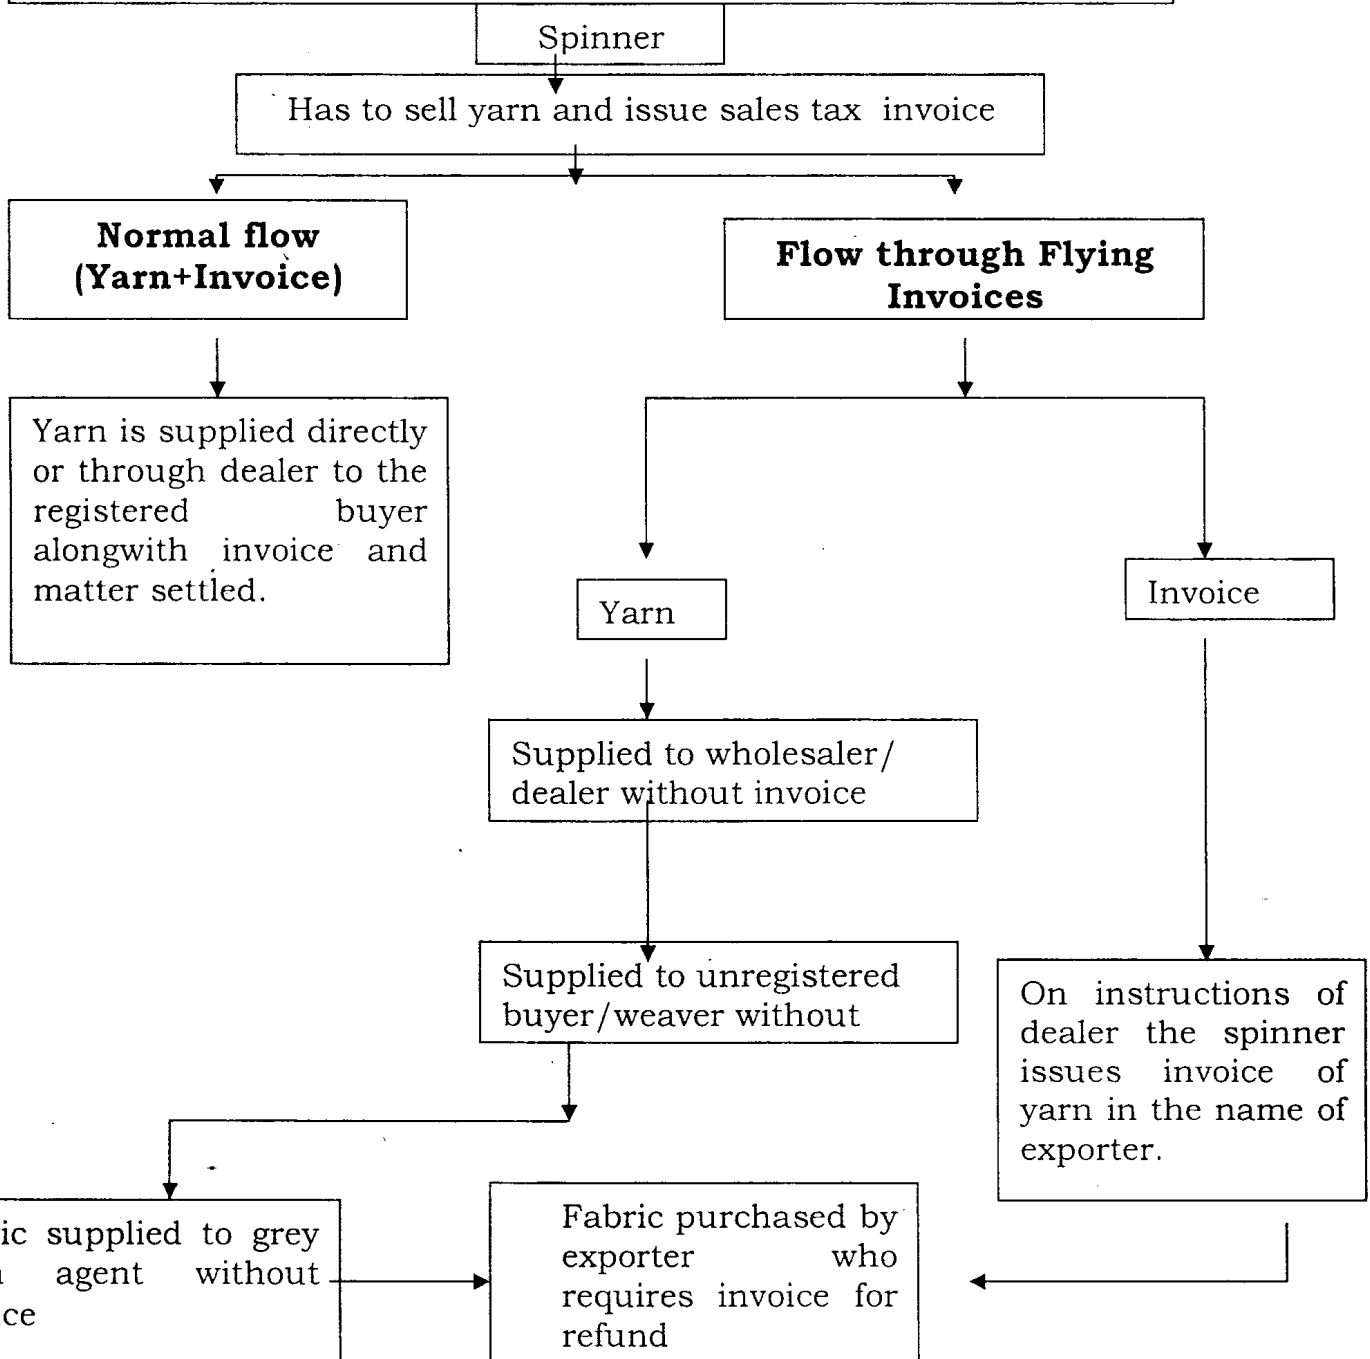 Spinner
Has to sell yarn and issue sales tax invoice
Normal flow
(Yarn+Invoice)
Flow through Flying
Invoices
Yarn is supplied directly
or through dealer to the
registered buyer
alongwith invoice and
matter settled.
Yarn
Invoice
Supplied to wholesaler/
dealer without invoice
Supplied to unregistered
buyer/weaver without
On instructions of
dealer the spinner
issues invoice of
yarn in the name of
exporter.
supplied to grey
agent without
Fabric purchased by
exporter who
requires invoice for
refund